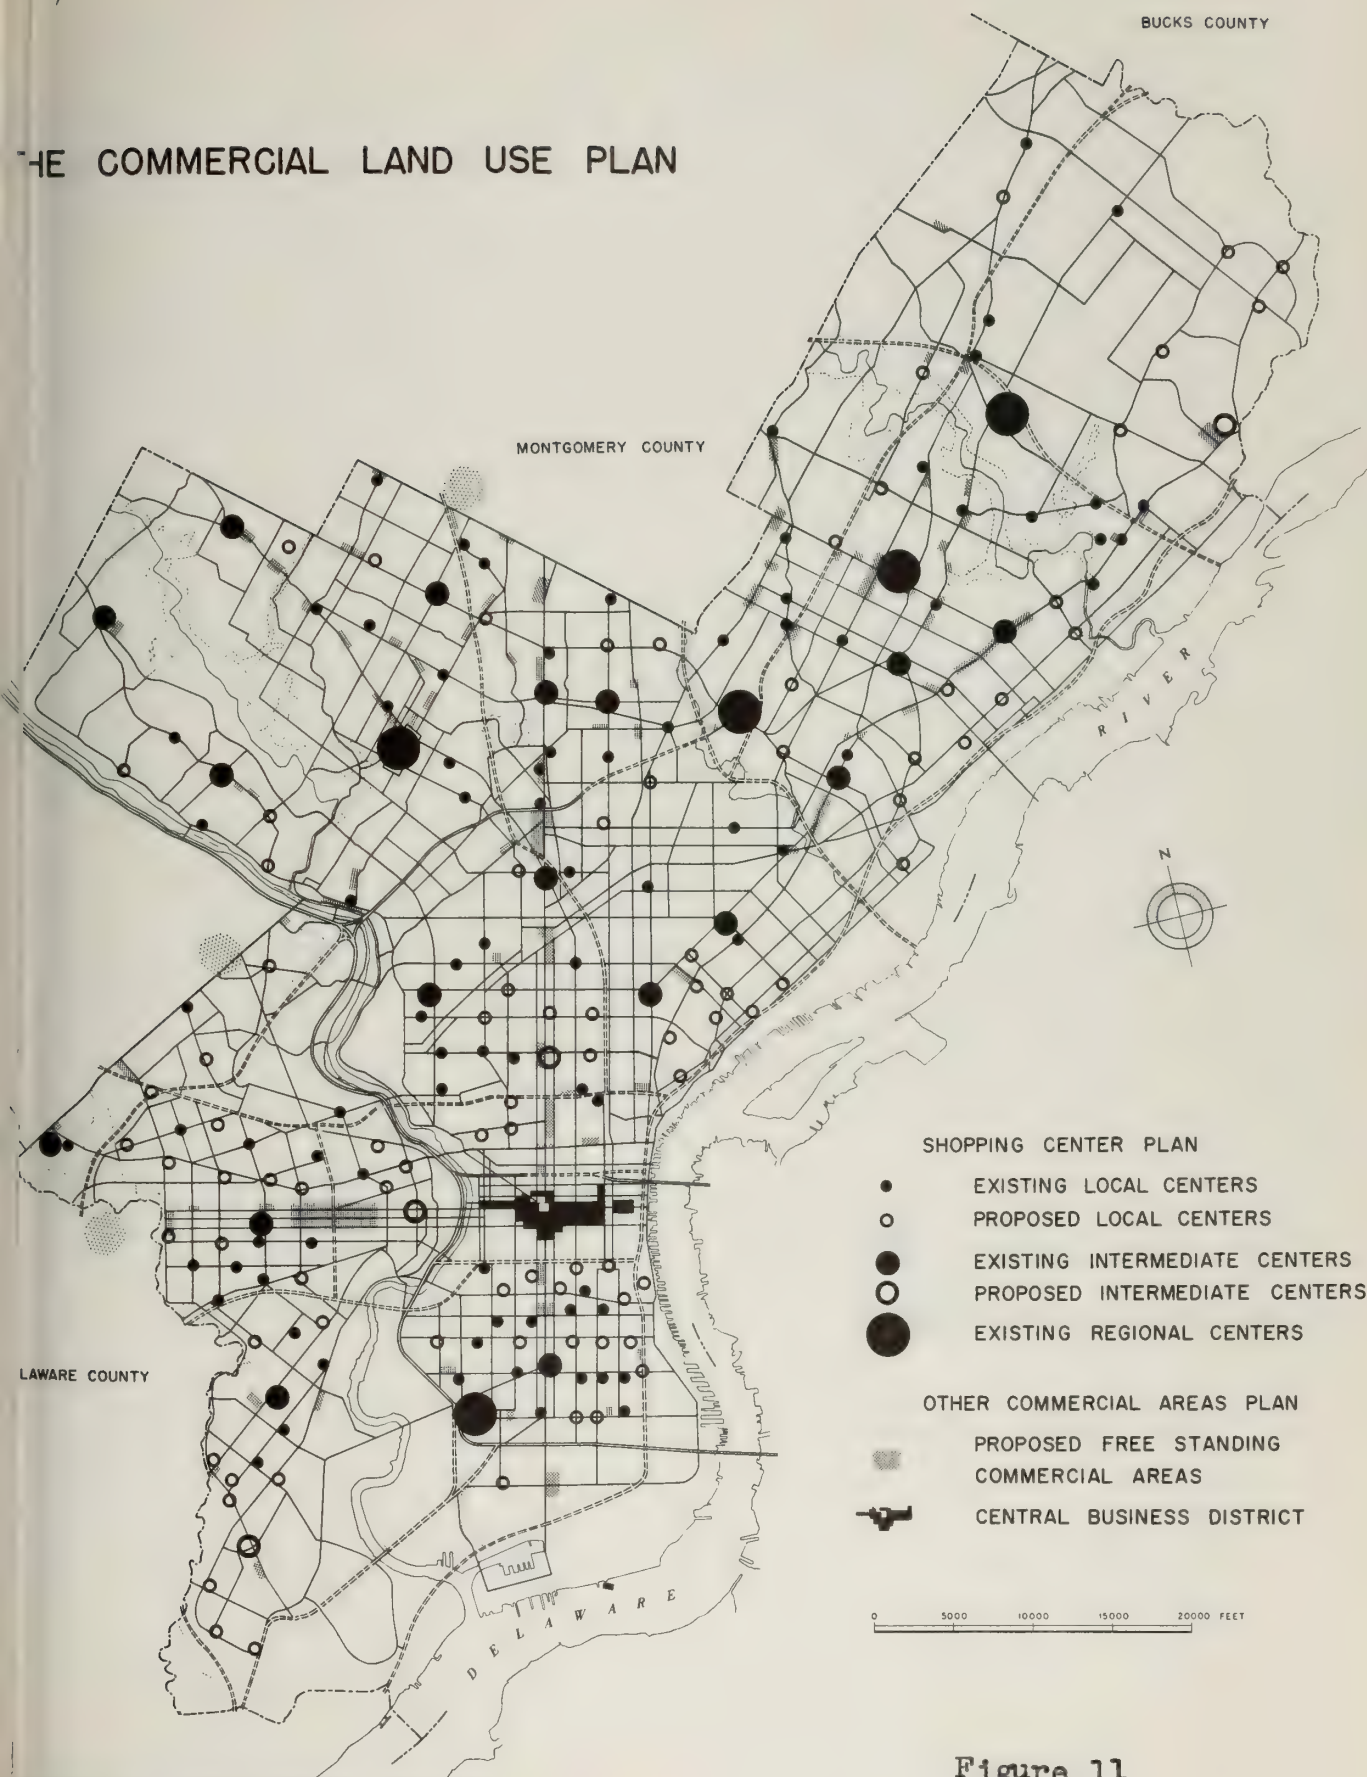 BUCKS COUNTY
HE COMMERCIAL LAND USE PLAN
MONTGOMERY COUNTY
RIVER
N
SHOPPING CENTER PLAN
EXISTING LOCAL CENTERS
PROPOSED LOCAL CENTERS
EXISTING INTERMEDIATE CENTERS
PROPOSED INTERMEDIATE CENTERS
EXISTING REGIONAL CENTERS
LAWARE COUNTY
OTHER COMMERCIAL AREAS PLAN
PROPOSED FREE STANDING
COMMERCIAL AREAS
CENTRAL BUSINESS DISTRICT
DELAWARE
0 5000 10000 15000 20000 FEET
Figure 11